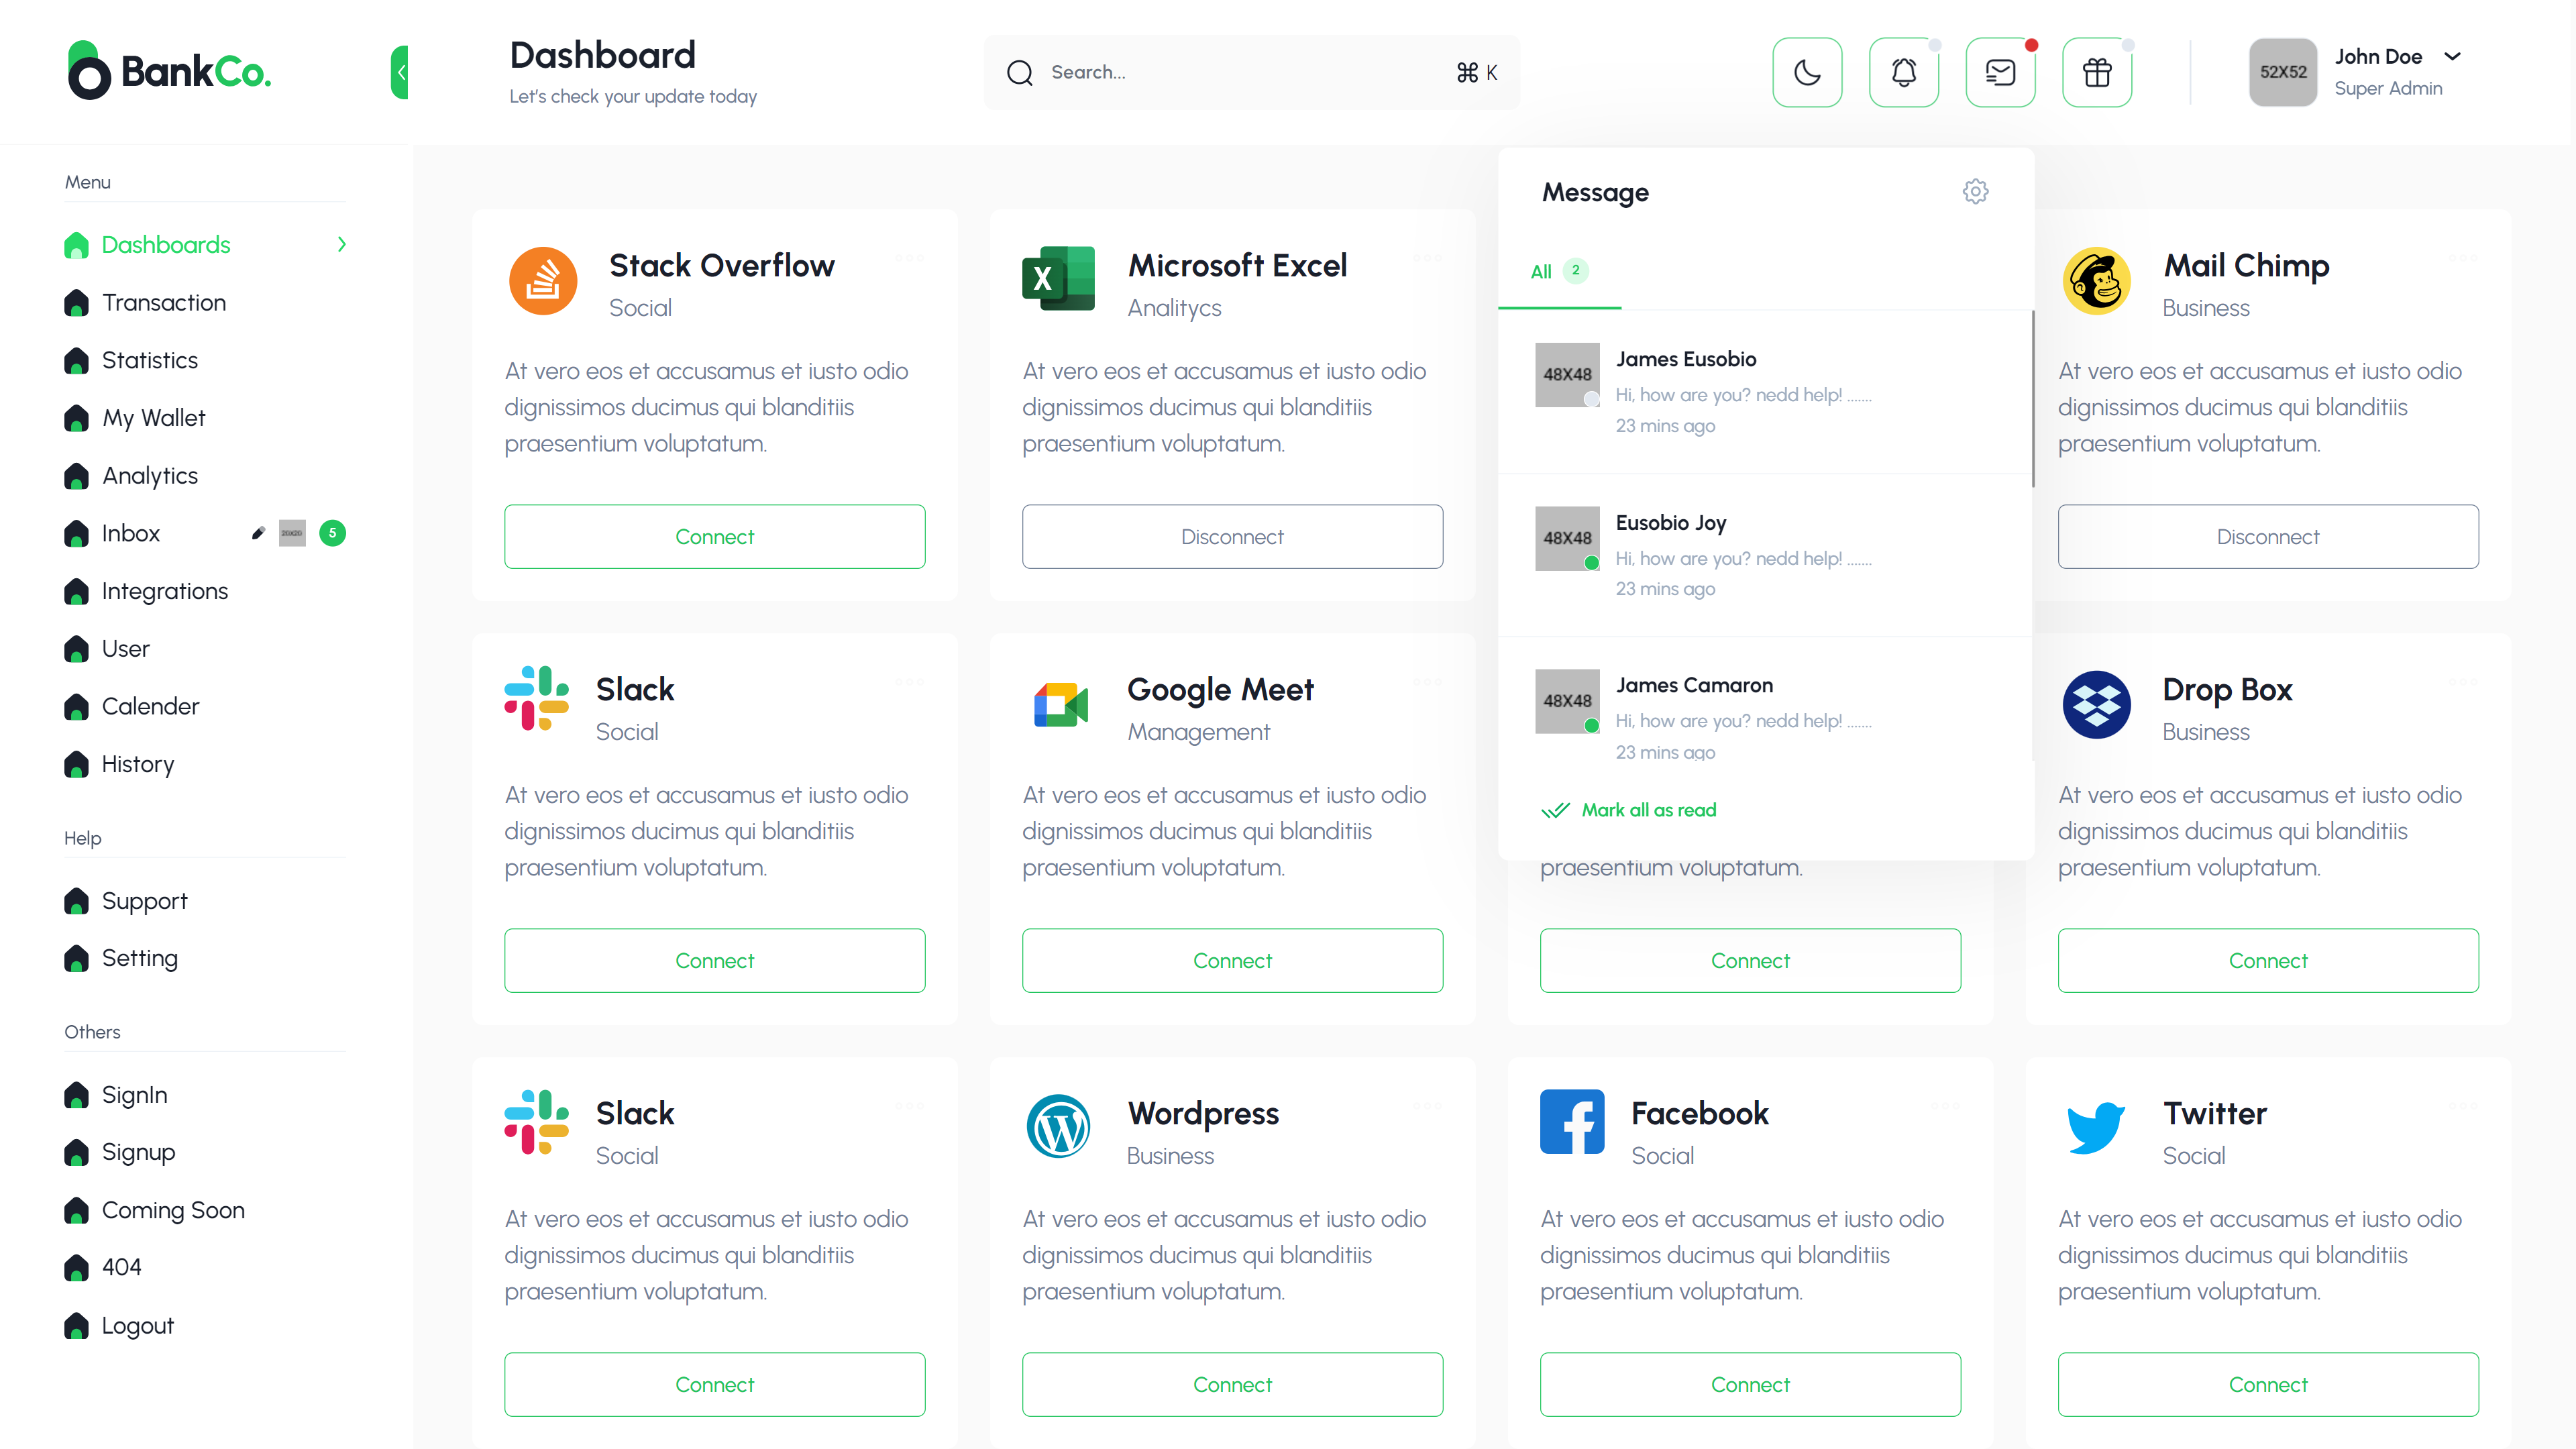 BankCo.
Dashboard
Let's check your update today
Search...
⌘ K
52X52
John Doe
Super Admin
Menu
Dashboards
Transaction
Statistics
My Wallet
Analytics
Inbox
5
Integrations
User
Calender
History
Help
Support
Setting
Others
SignIn
Signup
Coming Soon
404
Logout
Stack Overflow
Social
At vero eos et accusamus et iusto odio
dignissimos ducimus qui blanditiis
praesentium voluptatum.
Connect
Microsoft Excel
Analitycs
At vero eos et accusamus et iusto odio
dignissimos ducimus qui blanditiis
praesentium voluptatum.
Disconnect
Message
All 2
48X48
James Eusobio
Hi, how are you? nedd help! .......
23 mins ago
48X48
Eusobio Joy
Hi, how are you? nedd help! .......
23 mins ago
48X48
James Camaron
Hi, how are you? nedd help! .......
23 mins ago
Mark all as read
Mail Chimp
Business
At vero eos et accusamus et iusto odio
dignissimos ducimus qui blanditiis
praesentium voluptatum.
Disconnect
Slack
Social
At vero eos et accusamus et iusto odio
dignissimos ducimus qui blanditiis
praesentium voluptatum.
Connect
Google Meet
Management
At vero eos et accusamus et iusto odio
dignissimos ducimus qui blanditiis
praesentium voluptatum.
Connect
praesentium voluptatum.
Connect
Drop Box
Business
At vero eos et accusamus et iusto odio
dignissimos ducimus qui blanditiis
praesentium voluptatum.
Connect
Slack
Social
At vero eos et accusamus et iusto odio
dignissimos ducimus qui blanditiis
praesentium voluptatum.
Connect
Wordpress
Business
At vero eos et accusamus et iusto odio
dignissimos ducimus qui blanditiis
praesentium voluptatum.
Connect
Facebook
Social
At vero eos et accusamus et iusto odio
dignissimos ducimus qui blanditiis
praesentium voluptatum.
Connect
Twitter
Social
At vero eos et accusamus et iusto odio
dignissimos ducimus qui blanditiis
praesentium voluptatum.
Connect